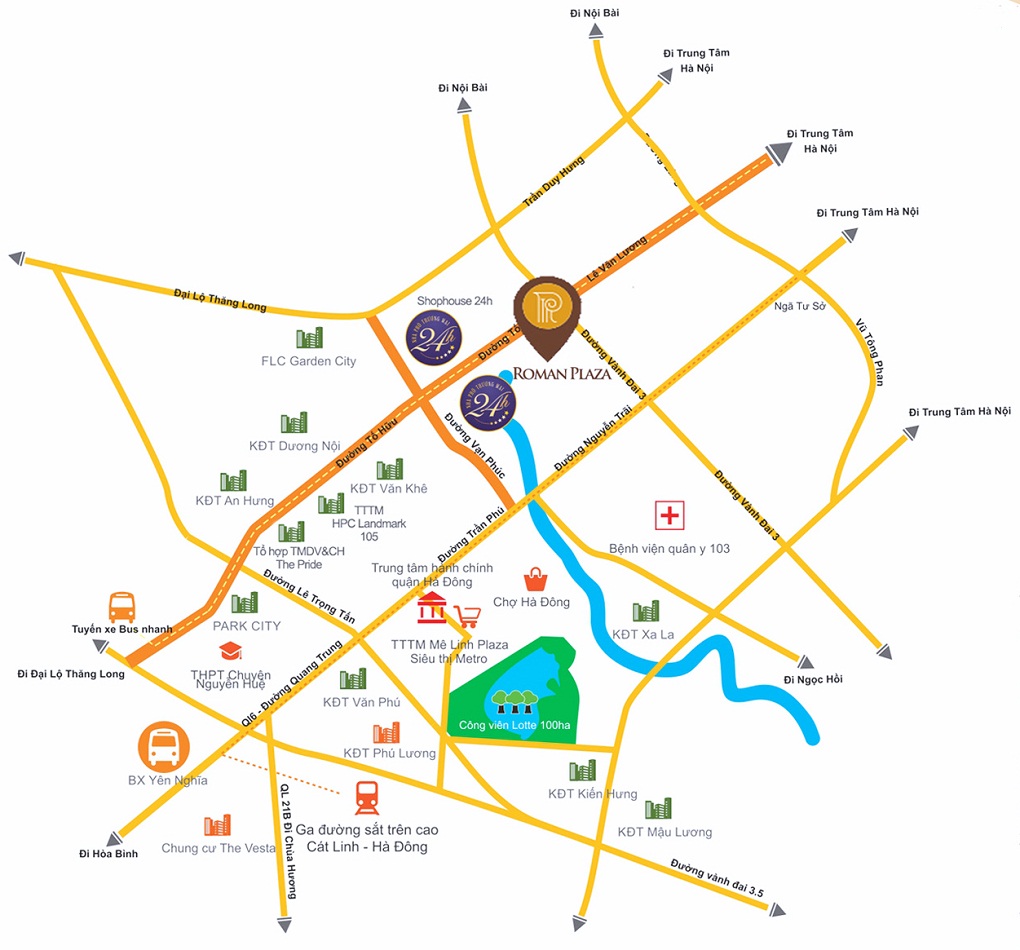 Đi Nội Bài
Đi Trung Tâm
Hà Nội
Đi Nội Bài
Đi Trung Tâm
Hà Nội
Trần Duy Hưng
Đi Trung Tâm Hà Nội
Lê Văn Lương
Đại Lộ Thăng Long
Shophouse 24h
NHÀ PHỐ THƯƠNG MẠI
24h
Ngã Tư Sở
Vũ Tông Phan
FLC Garden City
Đường Tố
ROMAN PLAZA
Đường Vành Đai 3
NHÀ PHỐ THƯƠNG MẠI
24h
Đi Trung Tâm Hà Nội
KĐT Dương Nội
Đường Tố Hữu
Đường Vạn Phúc
Đường Nguyễn Trãi
KĐT An Hưng
KĐT Văn Khê
Đường Vành Đai 3
TTTM
HPC Landmark
105
Đường Trần Phú
Bệnh viện quân y 103
Tổ hợp TMDV&CH
The Pride
Trung tâm hành chính
quận Hà Đông
Đường Lê Trọng Tấn
Chợ Hà Đông
Tuyến xe Bus nhanh
PARK CITY
KĐT Xa La
TTTM Mê Linh Plaza
Siêu thị Metro
Đi Đại Lộ Thăng Long
THPT Chuyên
Nguyễn Huệ
Ql6 - Đường Quang Trung
Đi Ngọc Hồi
KĐT Văn Phú
Công viên Lotte 100ha
KĐT Phú Lương
BX Yên Nghĩa
KĐT Kiến Hưng
QL 21B Đi Chùa Hương
Ga đường sắt trên cao
Cát Linh - Hà Đông
KĐT Mậu Lương
Đi Hòa Bình
Chung cư The Vesta
Đường vành đai 3.5